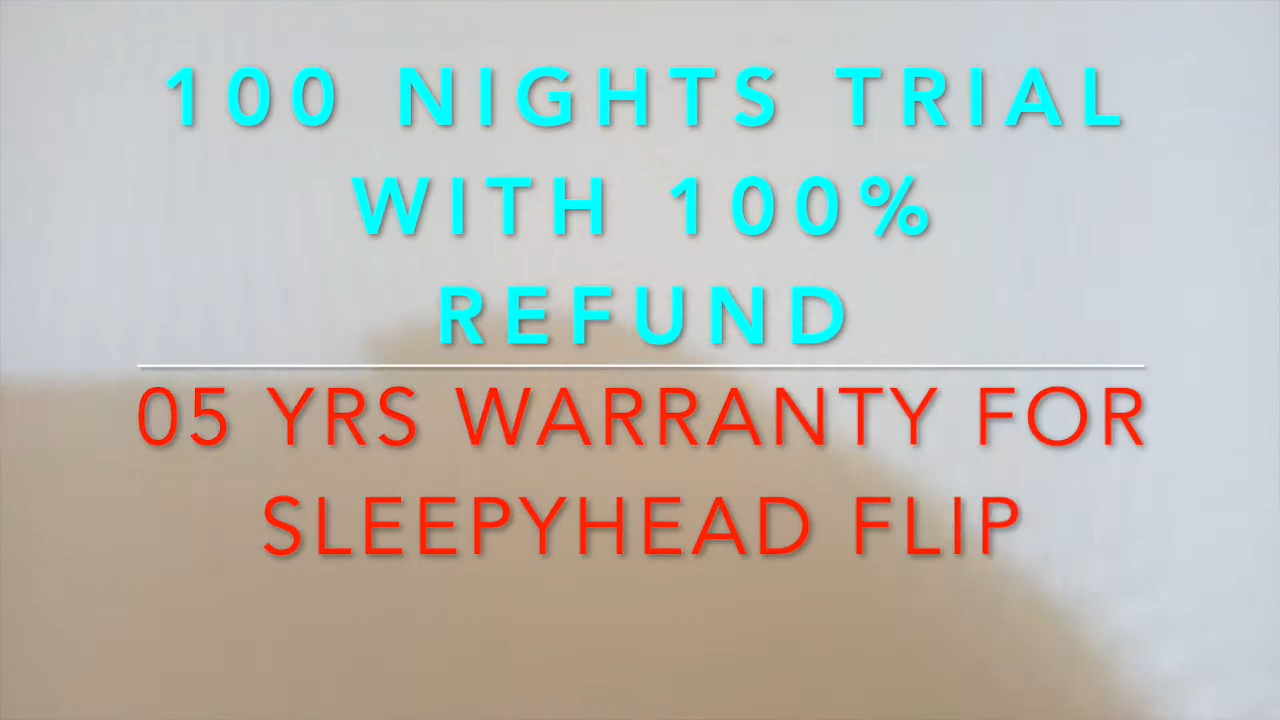 100 NIGHTS TRIAL
WITH 100%
REFUND
05 YRS WARRANTY FOR
SLEEPYHEAD FLIP